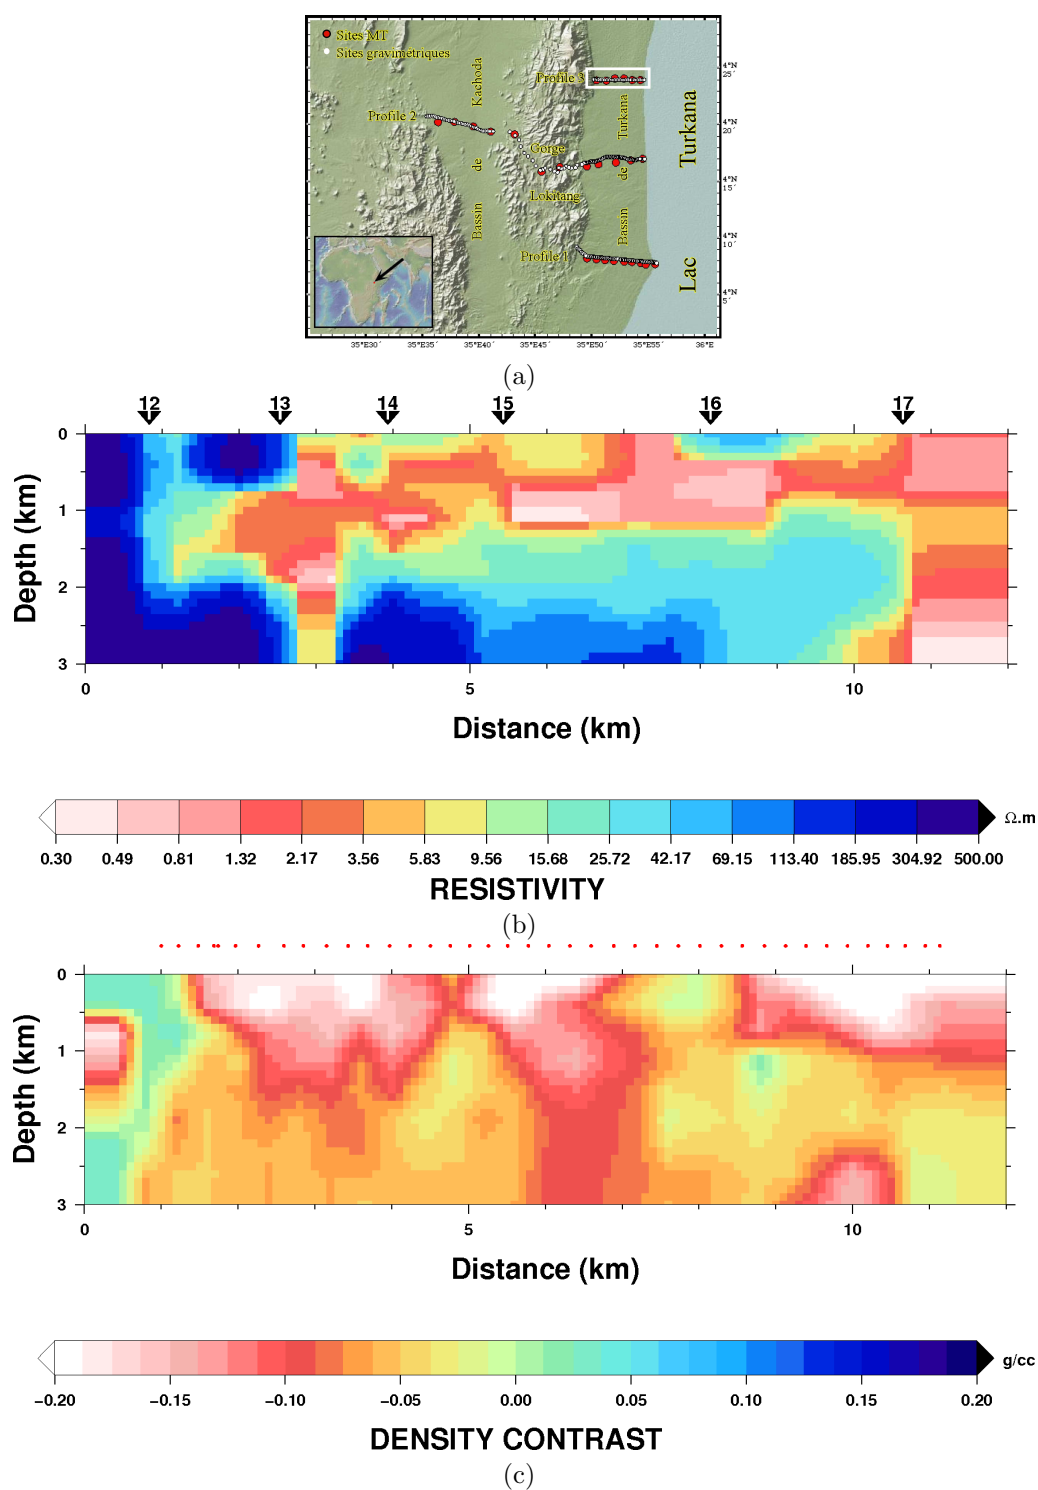 Sites MT
Sites gravimétriques
Profile 3
Kachoda
Profile 2
Turkana
Turkana
Gorge
de
de
Lokitang
Bassin
Bassin
Profile 1
Lac
4°N
25´
4°N
20´
4°N
15´
4°N
10´
4°N
5´
35°E30´ 35°E35´ 35°E40´ 35°E45´ 35°E50´ 35°E55´ 36°E
(a)
12 13 14 15 16 17
0
1
2
3
Depth (km)
0 5 10
Distance (km)
Ω.m
0.30 0.49 0.81 1.32 2.17 3.56 5.83 9.56 15.68 25.72 42.17 69.15 113.40 185.95 304.92 500.00
RESISTIVITY
(b)
0
1
2
3
Depth (km)
0 5 10
Distance (km)
g/cc
−0.20 −0.15 −0.10 −0.05 0.00 0.05 0.10 0.15 0.20
DENSITY CONTRAST
(c)